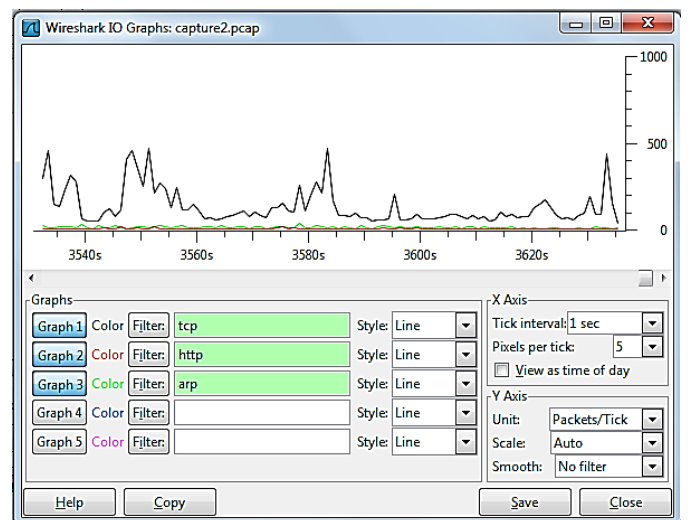 Wireshark IO Graphs: capture2.pcap
1000
500
0
3540s 3560s 3580s 3600s 3620s
Graphs
Graph 1 Color Filter: tcp Style: Line
Graph 2 Color Filter: http Style: Line
Graph 3 Color Filter: arp Style: Line
Graph 4 Color Filter: Style: Line
Graph 5 Color Filter: Style: Line
X Axis
Tick interval: 1 sec
Pixels per tick: 5
View as time of day
Y Axis
Unit: Packets/Tick
Scale: Auto
Smooth: No filter
Help Copy Save Close